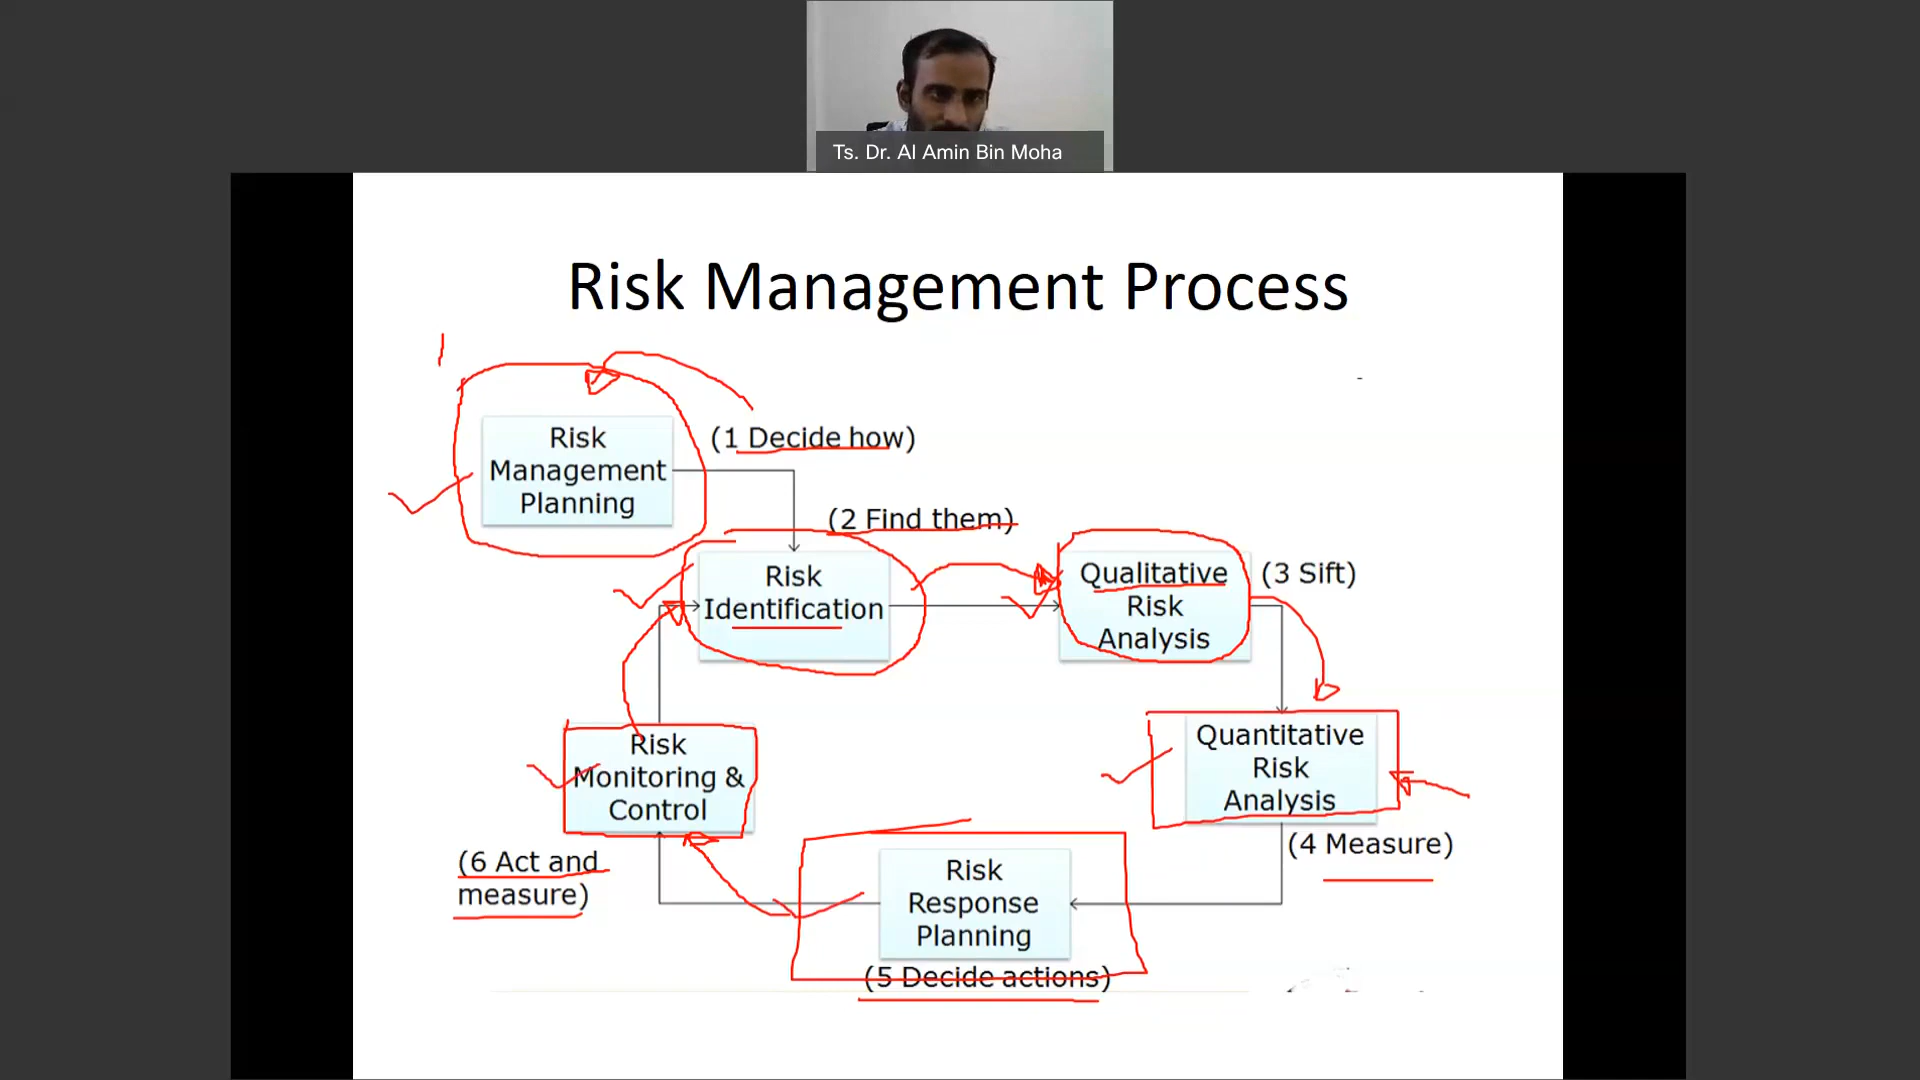 Ts. Dr. Al Amin Bin Moha
Risk Management Process
Risk
Management
Planning
(1 Decide how)
(2 Find them)
Risk
Identification
Qualitative
Risk
Analysis
(3 Sift)
Quantitative
Risk
Analysis
(4 Measure)
Risk
Response
Planning
(5 Decide actions)
Risk
Monitoring &
Control
(6 Act and
measure)